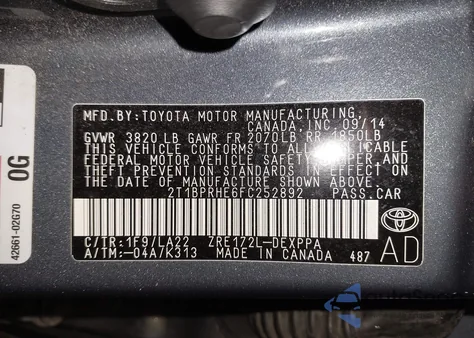 MFD.BY:TOYOTA MOTOR MANUFACTURING,
CANADA, INC. 09/14
GVWR 3820 LB GAWR FR 2070LB RR 1850LB
THIS VEHICLE CONFORMS TO ALL APPLICABLE
FEDERAL MOTOR VEHICLE SAFETY, BUMPER, AND
THEFT PREVENTION STANDARDS IN EFFECT ON
THE DATE OF MANUFACTURE SHOWN ABOVE.
2T1BPRHE6FC252892 PASS.CAR
C/TR:1F9/LA22 ZRE172L-DEXPPA
A/TM:-04A/K313 MADE IN CANADA 487
TOYOTA
AD
42661-02G70
0G